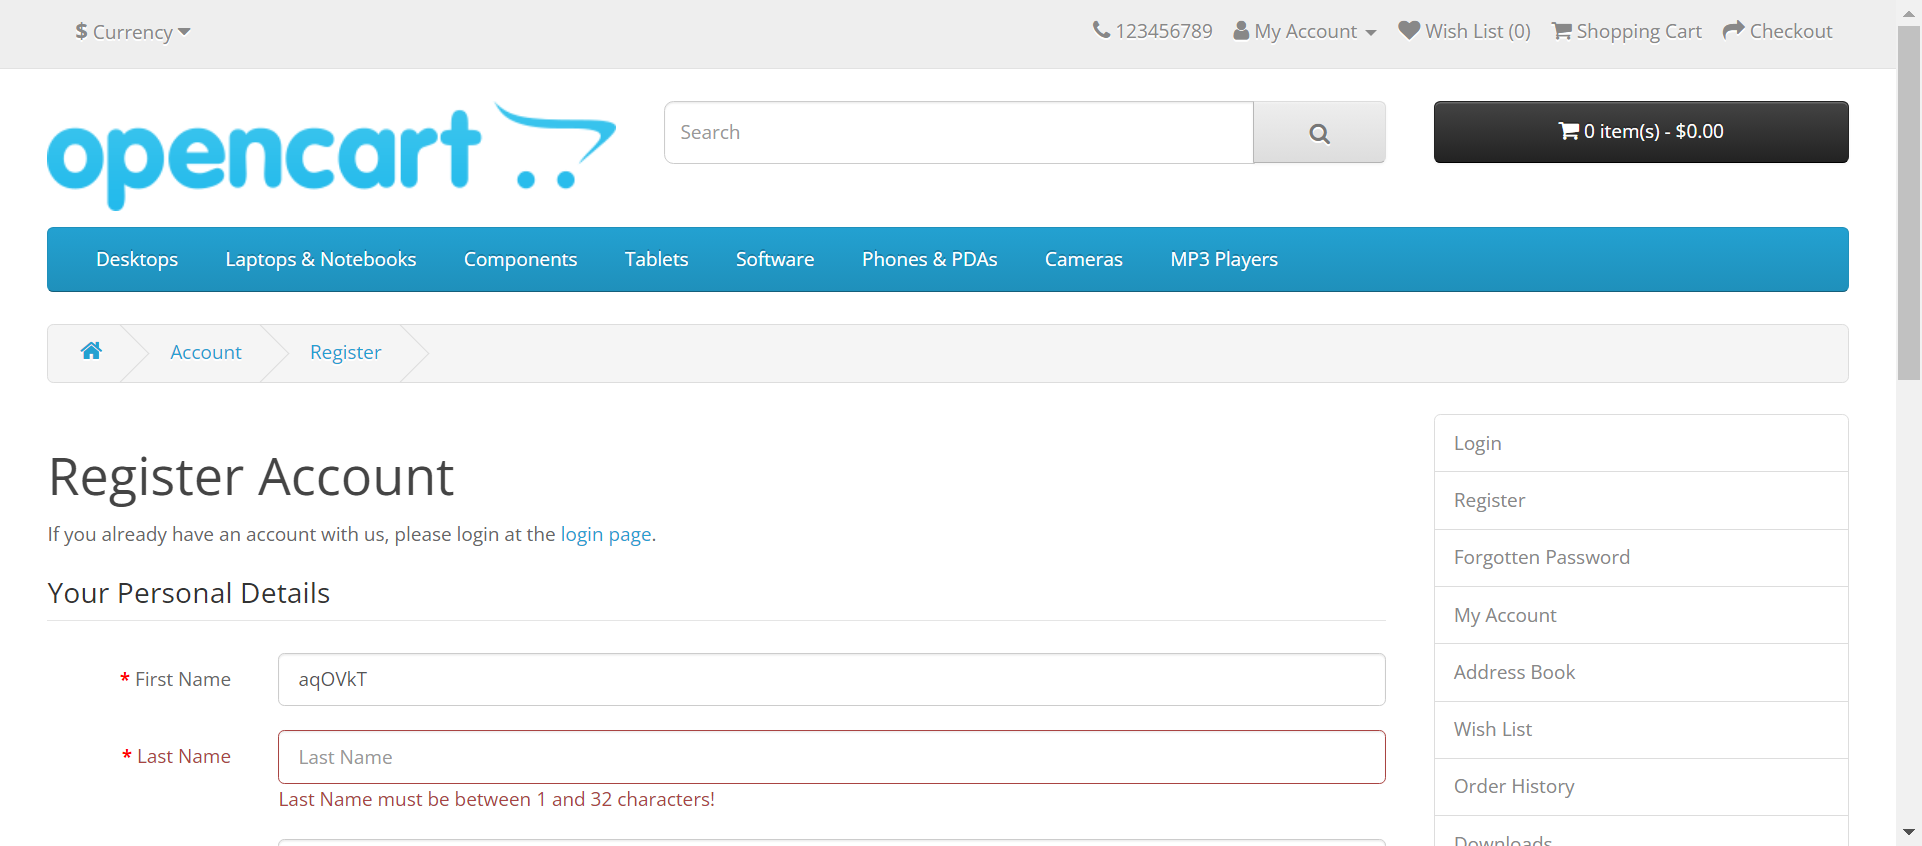 $ Currency
123456789 My Account Wish List (0) Shopping Cart Checkout
opencart
Search
0 item(s) - $0.00
Desktops Laptops & Notebooks Components Tablets Software Phones & PDAs Cameras MP3 Players
Account Register
Register Account
If you already have an account with us, please login at the login page.
Your Personal Details
* First Name aqOVkT
* Last Name Last Name
Last Name must be between 1 and 32 characters!
Login
Register
Forgotten Password
My Account
Address Book
Wish List
Order History
Downloads